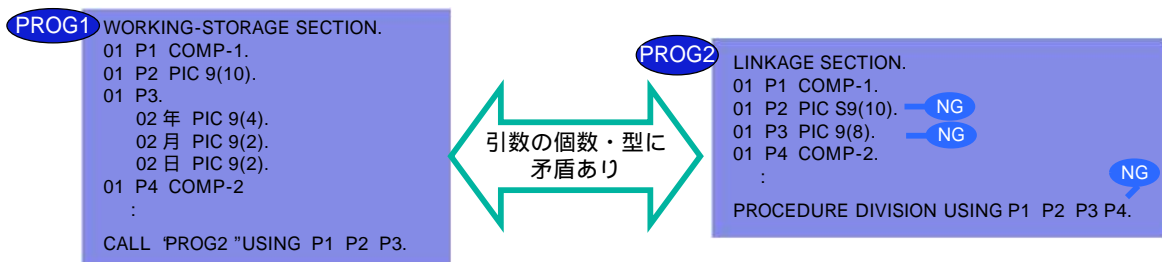 PROG1
WORKING-STORAGE SECTION.
01 P1 COMP-1.
01 P2 PIC 9(10).
01 P3.
02 年 PIC 9(4).
02 月 PIC 9(2).
02 日 PIC 9(2).
01 P4 COMP-2
:
CALL “PROG2 ”USING P1 P2 P3.
引数の個数・型に
矛盾あり
PROG2
LINKAGE SECTION.
01 P1 COMP-1.
01 P2 PIC S9(10). NG
01 P3 PIC 9(8). NG
01 P4 COMP-2.
:
NG
PROCEDURE DIVISION USING P1 P2 P3 P4.